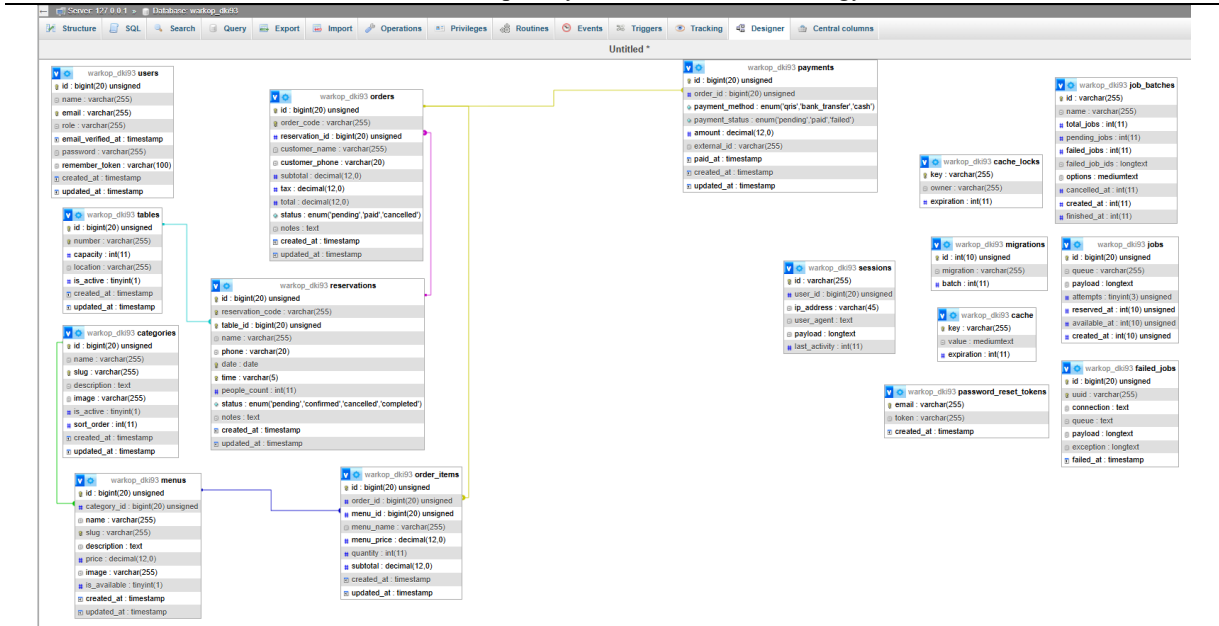 Server: 127.0.0.1 » Database: warkop_dki93
Structure SQL Search Query Export Import Operations Privileges Routines Events Triggers Tracking Designer Central columns
Untitled *
warkop_dki93 users
id : bigint(20) unsigned
name : varchar(255)
email : varchar(255)
role : varchar(255)
email_verified_at : timestamp
password : varchar(255)
remember_token : varchar(100)
created_at : timestamp
updated_at : timestamp
warkop_dki93 tables
id : bigint(20) unsigned
number : varchar(255)
capacity : int(11)
location : varchar(255)
is_active : tinyint(1)
created_at : timestamp
updated_at : timestamp
warkop_dki93 categories
id : bigint(20) unsigned
name : varchar(255)
slug : varchar(255)
description : text
image : varchar(255)
is_active : tinyint(1)
sort_order : int(11)
created_at : timestamp
updated_at : timestamp
warkop_dki93 menus
id : bigint(20) unsigned
category_id : bigint(20) unsigned
name : varchar(255)
slug : varchar(255)
description : text
price : decimal(12,0)
image : varchar(255)
is_available : tinyint(1)
created_at : timestamp
updated_at : timestamp
warkop_dki93 orders
id : bigint(20) unsigned
order_code : varchar(255)
reservation_id : bigint(20) unsigned
customer_name : varchar(255)
customer_phone : varchar(20)
subtotal : decimal(12,0)
tax : decimal(12,0)
total : decimal(12,0)
status : enum('pending','paid','cancelled')
notes : text
created_at : timestamp
updated_at : timestamp
warkop_dki93 reservations
id : bigint(20) unsigned
reservation_code : varchar(255)
table_id : bigint(20) unsigned
name : varchar(255)
phone : varchar(20)
date : date
time : varchar(5)
people_count : int(11)
status : enum('pending','confirmed','cancelled','completed')
notes : text
created_at : timestamp
updated_at : timestamp
warkop_dki93 order_items
id : bigint(20) unsigned
order_id : bigint(20) unsigned
menu_id : bigint(20) unsigned
menu_name : varchar(255)
menu_price : decimal(12,0)
quantity : int(11)
subtotal : decimal(12,0)
created_at : timestamp
updated_at : timestamp
warkop_dki93 payments
id : bigint(20) unsigned
order_id : bigint(20) unsigned
payment_method : enum('qris','bank_transfer','cash')
payment_status : enum('pending','paid','failed')
amount : decimal(12,0)
external_id : varchar(255)
paid_at : timestamp
created_at : timestamp
updated_at : timestamp
warkop_dki93 sessions
id : varchar(255)
user_id : bigint(20) unsigned
ip_address : varchar(45)
user_agent : text
payload : longtext
last_activity : int(11)
warkop_dki93 cache_locks
key : varchar(255)
owner : varchar(255)
expiration : int(11)
warkop_dki93 migrations
id : int(10) unsigned
migration : varchar(255)
batch : int(11)
warkop_dki93 cache
key : varchar(255)
value : mediumtext
expiration : int(11)
warkop_dki93 password_reset_tokens
email : varchar(255)
token : varchar(255)
created_at : timestamp
warkop_dki93 job_batches
id : varchar(255)
name : varchar(255)
total_jobs : int(11)
pending_jobs : int(11)
failed_jobs : int(11)
failed_job_ids : longtext
options : mediumtext
cancelled_at : int(11)
created_at : int(11)
finished_at : int(11)
warkop_dki93 jobs
id : bigint(20) unsigned
queue : varchar(255)
payload : longtext
attempts : tinyint(3) unsigned
reserved_at : int(10) unsigned
available_at : int(10) unsigned
created_at : int(10) unsigned
warkop_dki93 failed_jobs
id : bigint(20) unsigned
uuid : varchar(255)
connection : text
queue : text
payload : longtext
exception : longtext
failed_at : timestamp